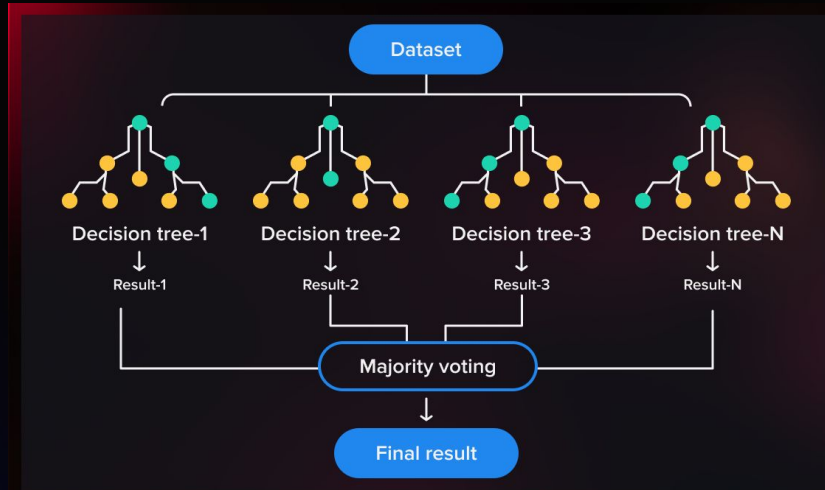 Dataset
Decision tree-1
Decision tree-2
Decision tree-3
Decision tree-N
Result-1
Result-2
Result-3
Result-N
Majority voting
Final result